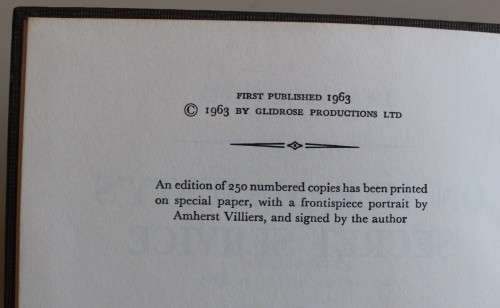 FIRST PUBLISHED 1963
© 1963 BY GLIDROSE PRODUCTIONS LTD
An edition of 250 numbered copies has been printed
on special paper, with a frontispiece portrait by
Amherst Villiers, and signed by the author